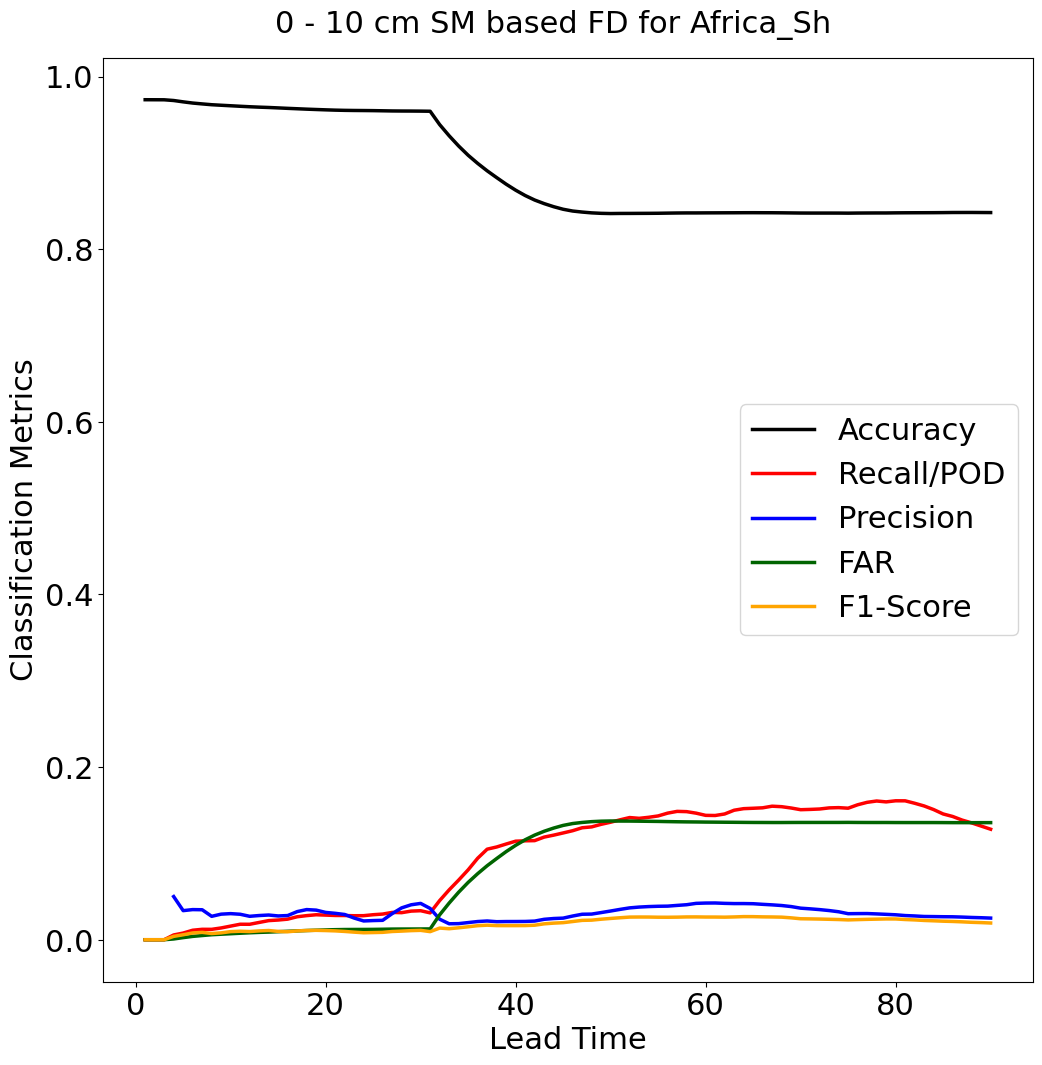 0 - 10 cm SM based FD for Africa_Sh
1.0
0.8
0.6
0.4
0.2
0.0
Classification Metrics
Accuracy
Recall/POD
Precision
FAR
F1-Score
0 20 40 60 80
Lead Time